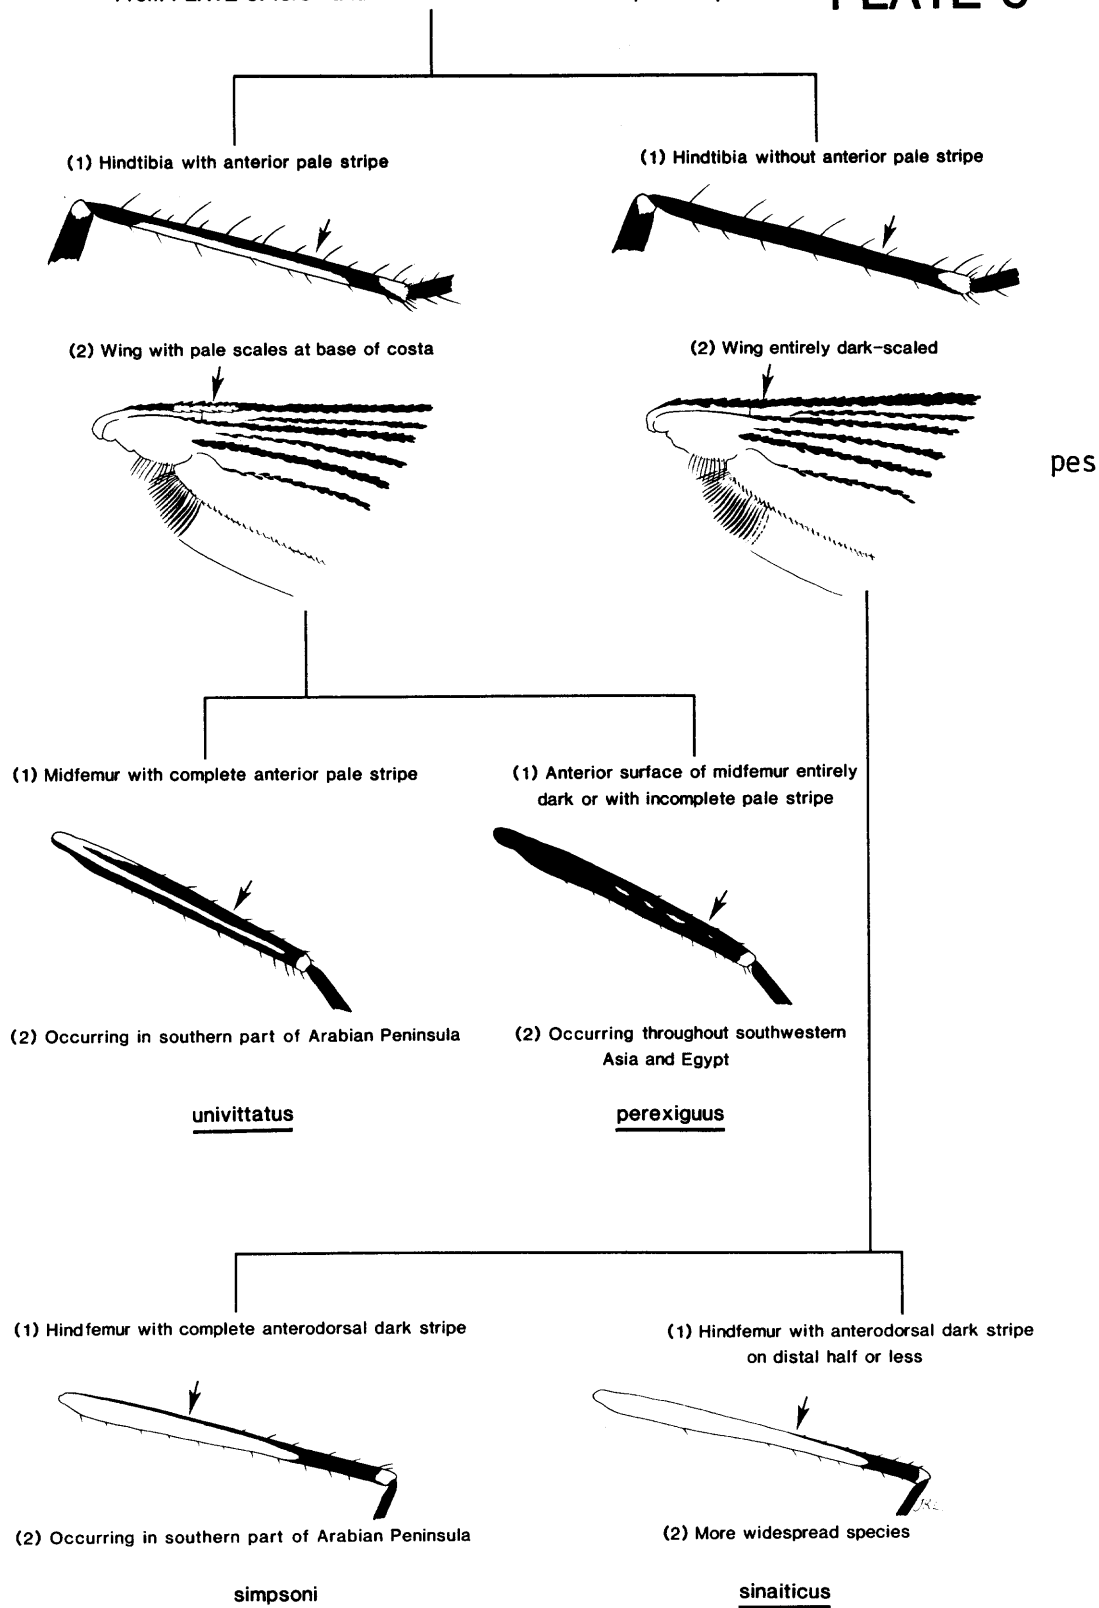 (1) Hindtibia with anterior pale stripe
(1) Hindtibia without anterior pale stripe
(2) Wing with pale scales at base of costa
(2) Wing entirely dark-scaled
pes
(1) Midfemur with complete anterior pale stripe
(1) Anterior surface of midfemur entirely
dark or with incomplete pale stripe
(2) Occurring in southern part of Arabian Peninsula
(2) Occurring throughout southwestern
Asia and Egypt
univittatus
perexiguus
(1) Hindfemur with complete anterodorsal dark stripe
(1) Hindfemur with anterodorsal dark stripe
on distal half or less
(2) Occurring in southern part of Arabian Peninsula
(2) More widespread species
simpsoni
sinaiticus